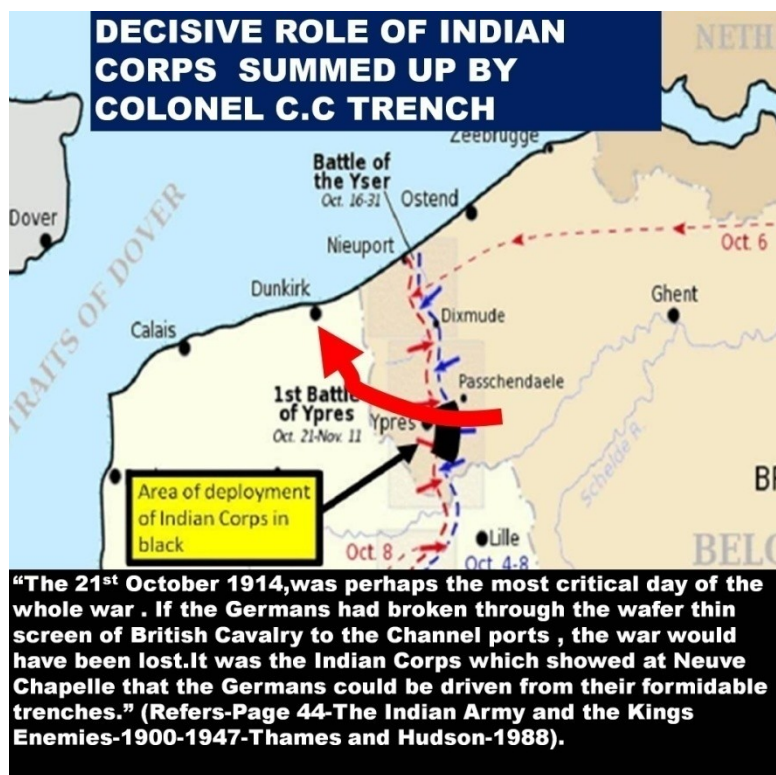 DECISIVE ROLE OF INDIAN
CORPS SUMMED UP BY
COLONEL C.C TRENCH
NETH
Zeebrugge
Battle of
the Yser
Oct. 16-31
Ostend
Dover
Nieuport
Oct. 6
TRAITS OF DOVER
Dunkirk
Ghent
Dixmude
Calais
Passchendaele
1st Battle
of Ypres
Oct. 21-Nov. 11
Ypres
Schelde R.
Area of deployment
of Indian Corps in
black
Lille
Oct. 8
Oct. 4-8
BELG
“The 21st October 1914,was perhaps the most critical day of the
whole war . If the Germans had broken through the wafer thin
screen of British Cavalry to the Channel ports , the war would
have been lost.It was the Indian Corps which showed at Neuve
Chapelle that the Germans could be driven from their formidable
trenches.” (Refers-Page 44-The Indian Army and the Kings
Enemies-1900-1947-Thames and Hudson-1988).